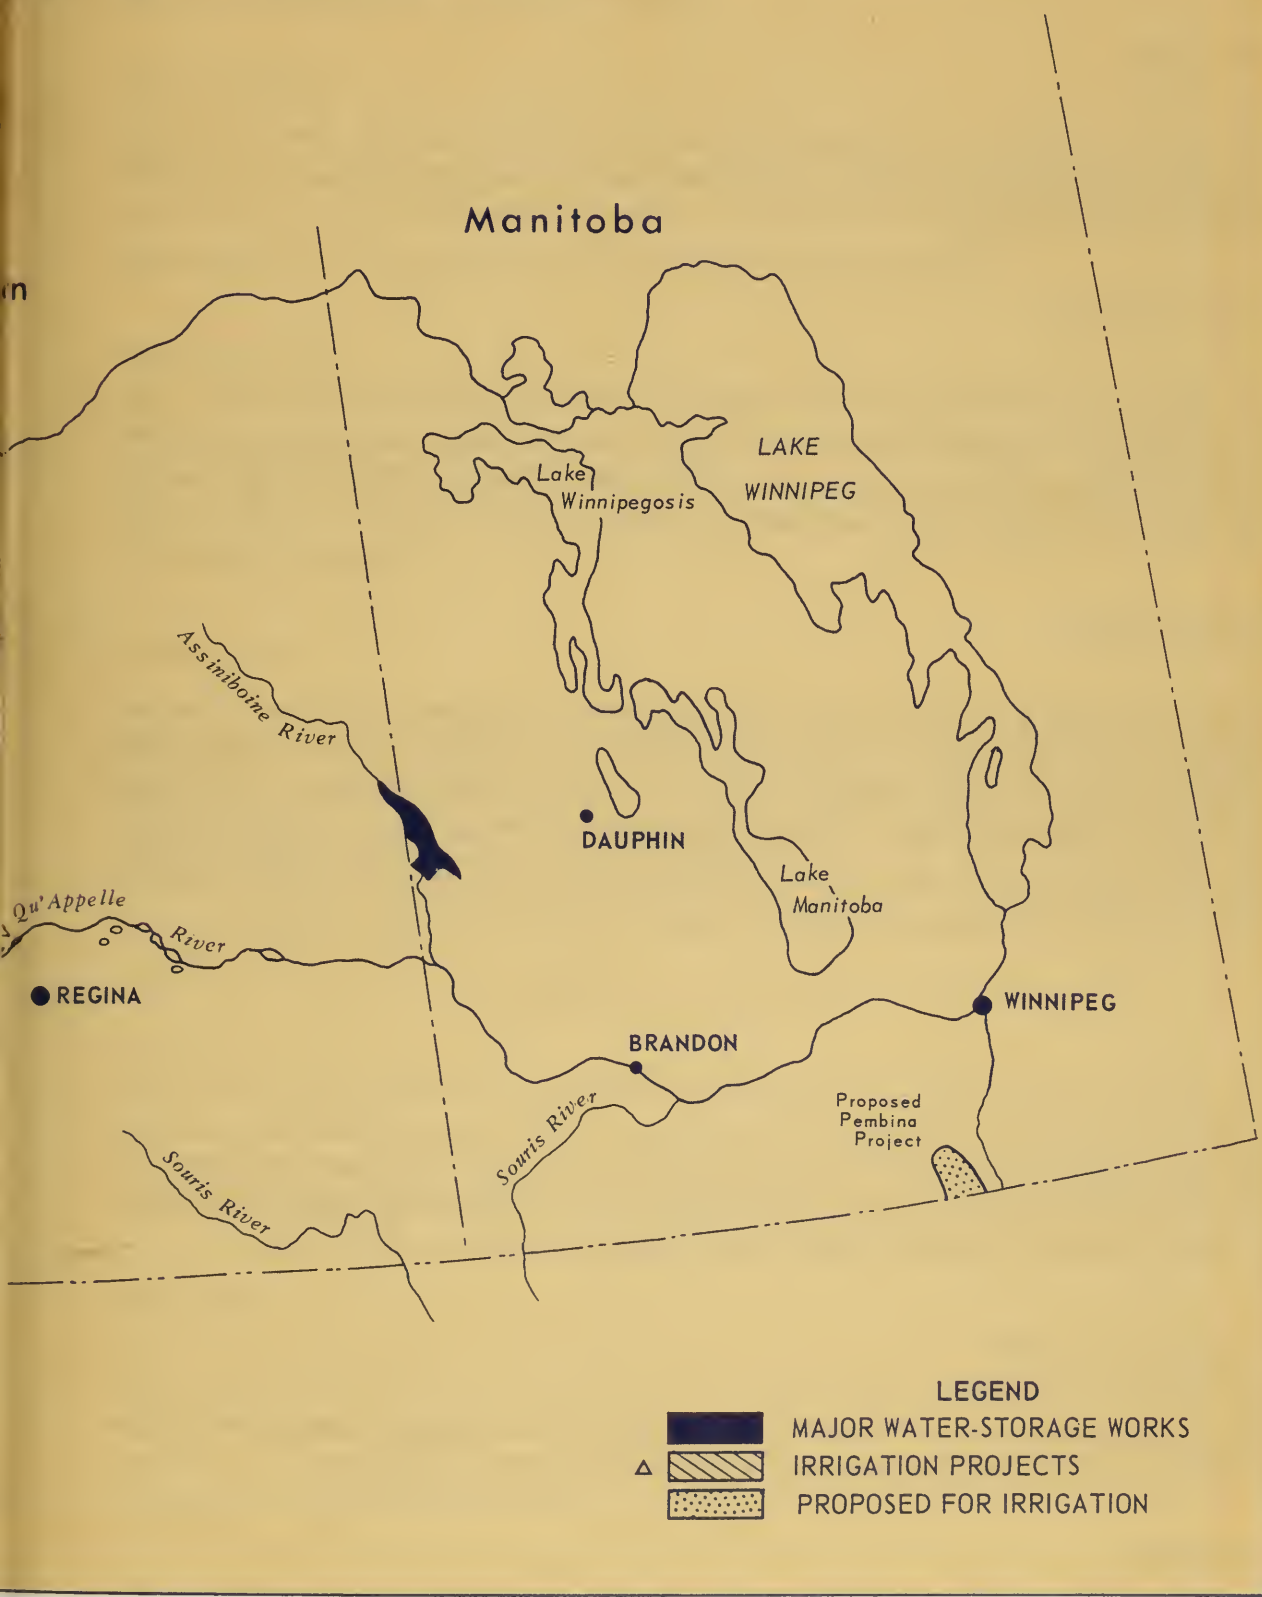 Manitoba
n
LAKE
WINNIPEG
Lake
Winnipegosis
Assiniboine River
DAUPHIN
Lake
Manitoba
Qu'Appelle
River
REGINA
WINNIPEG
BRANDON
Souris River
Proposed
Pembina
Project
Souris River
LEGEND
MAJOR WATER-STORAGE WORKS
IRRIGATION PROJECTS
PROPOSED FOR IRRIGATION